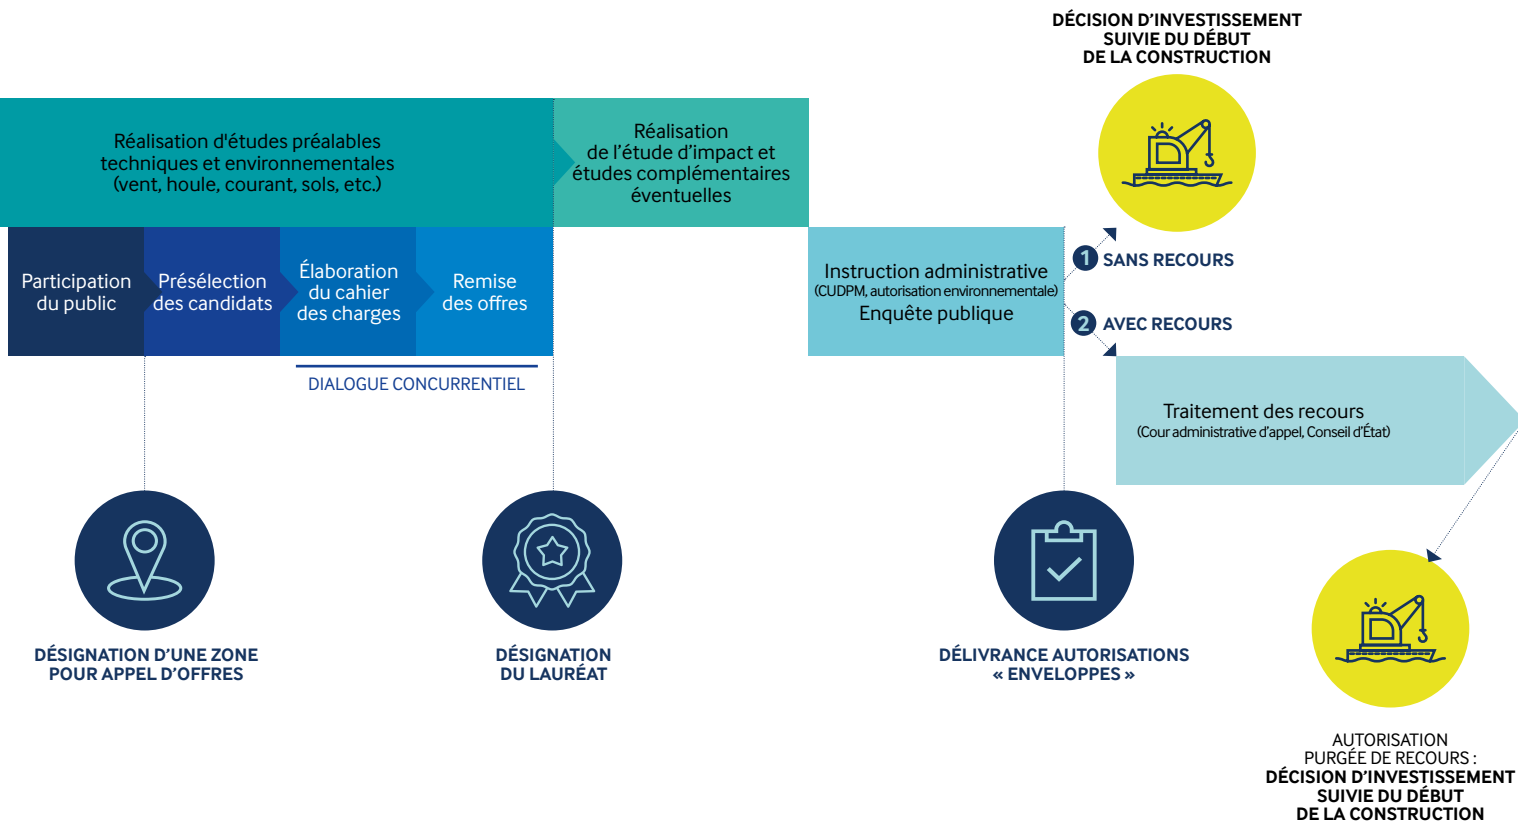 DÉCISION D’INVESTISSEMENT
SUIVIE DU DÉBUT
DE LA CONSTRUCTION
Réalisation d'études préalables
techniques et environnementales
(vent, houle, courant, sols, etc.)
Réalisation
de l’étude d’impact et
études complémentaires
éventuelles
Participation
du public
Présélection
des candidats
Élaboration
du cahier
des charges
Remise
des offres
DIALOGUE CONCURRENTIEL
Instruction administrative
(CUDPM, autorisation environnementale)
Enquête publique
1 SANS RECOURS
2 AVEC RECOURS
Traitement des recours
(Cour administrative d’appel, Conseil d’État)
DÉSIGNATION D’UNE ZONE
POUR APPEL D’OFFRES
DÉSIGNATION
DU LAURÉAT
DÉLIVRANCE AUTORISATIONS
« ENVELOPPES »
AUTORISATION
PURGÉE DE RECOURS :
DÉCISION D’INVESTISSEMENT
SUIVIE DU DÉBUT
DE LA CONSTRUCTION